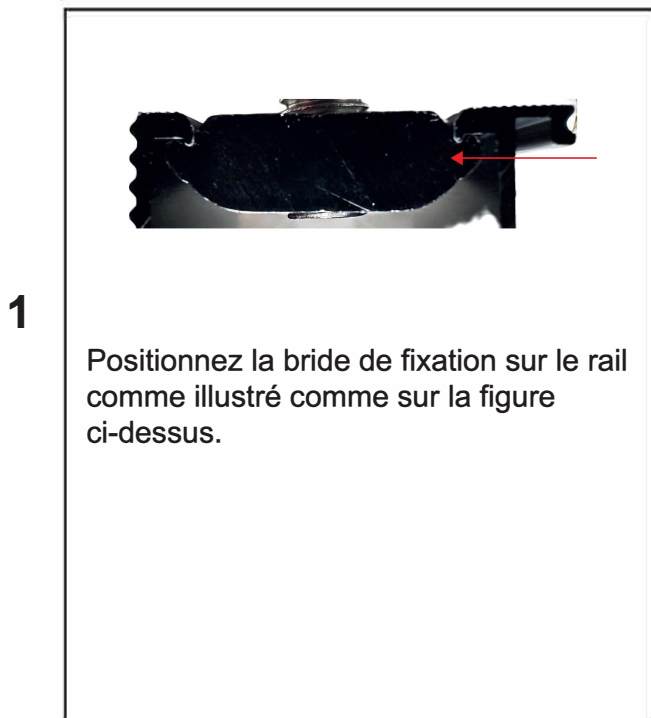 1
Positionnez la bride de fixation sur le rail
comme illustré comme sur la figure
ci-dessus.